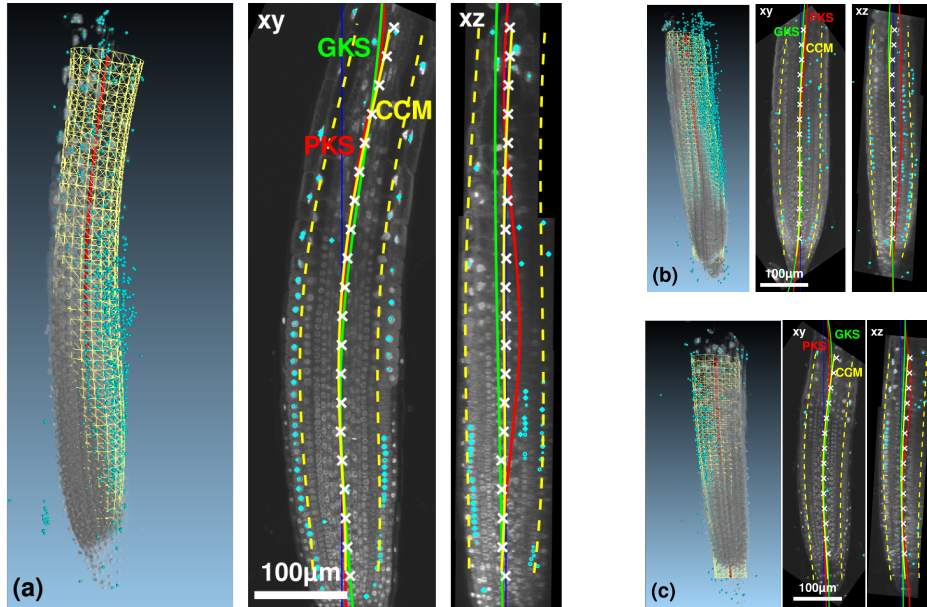 xy
xz
GKS
CCM
PKS
(a)
100μm
xy
PKS
xz
GKS
CCM
(b)
100μm
xy
GKS
xz
PKS
CCM
(c)
100μm